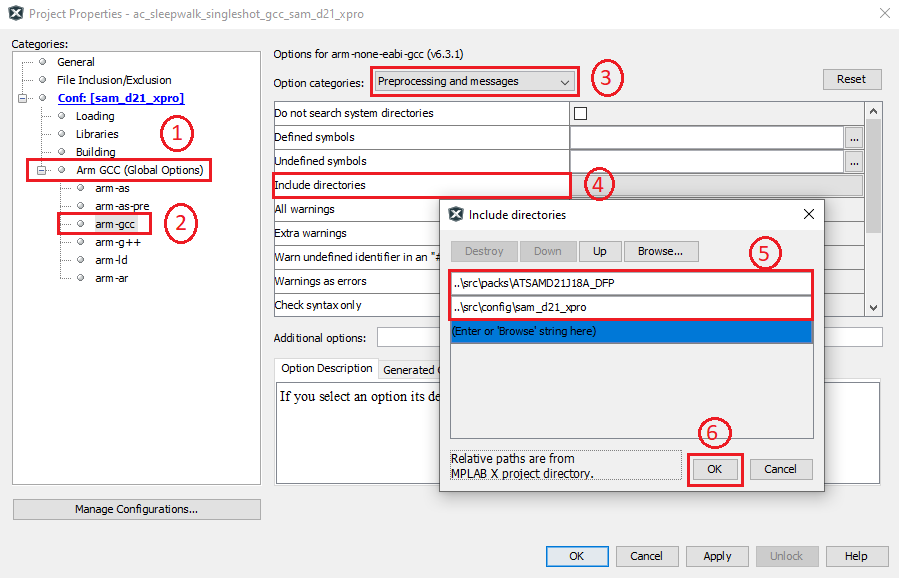 Project Properties - ac_sleepwalk_singleshot_gcc_sam_d21_xpro
Categories:
General
File Inclusion/Exclusion
Conf: [sam_d21_xpro]
Loading
Libraries
Building
1
Arm GCC (Global Options)
arm-as
arm-as-pre
arm-gcc
2
arm-g++
arm-ld
arm-ar
Manage Configurations...
Options for arm-none-eabi-gcc (v6.3.1)
Option categories: Preprocessing and messages
3
Reset
Do not search system directories
Defined symbols
...
Undefined symbols
...
Include directories
4
All warnings
Extra warnings
Warn undefined identifier in an "#
Warnings as errors
Check syntax only
Additional options:
Option Description
Generated
If you select an option its de
Include directories
Destroy
Down
Up
Browse...
5
..\src\packs\ATSAMD21J18A_DFP
..\src\config\sam_d21_xpro
(Enter or 'Browse' string here)
6
Relative paths are from
MPLAB X project directory.
OK
Cancel
OK
Cancel
Apply
Unlock
Help